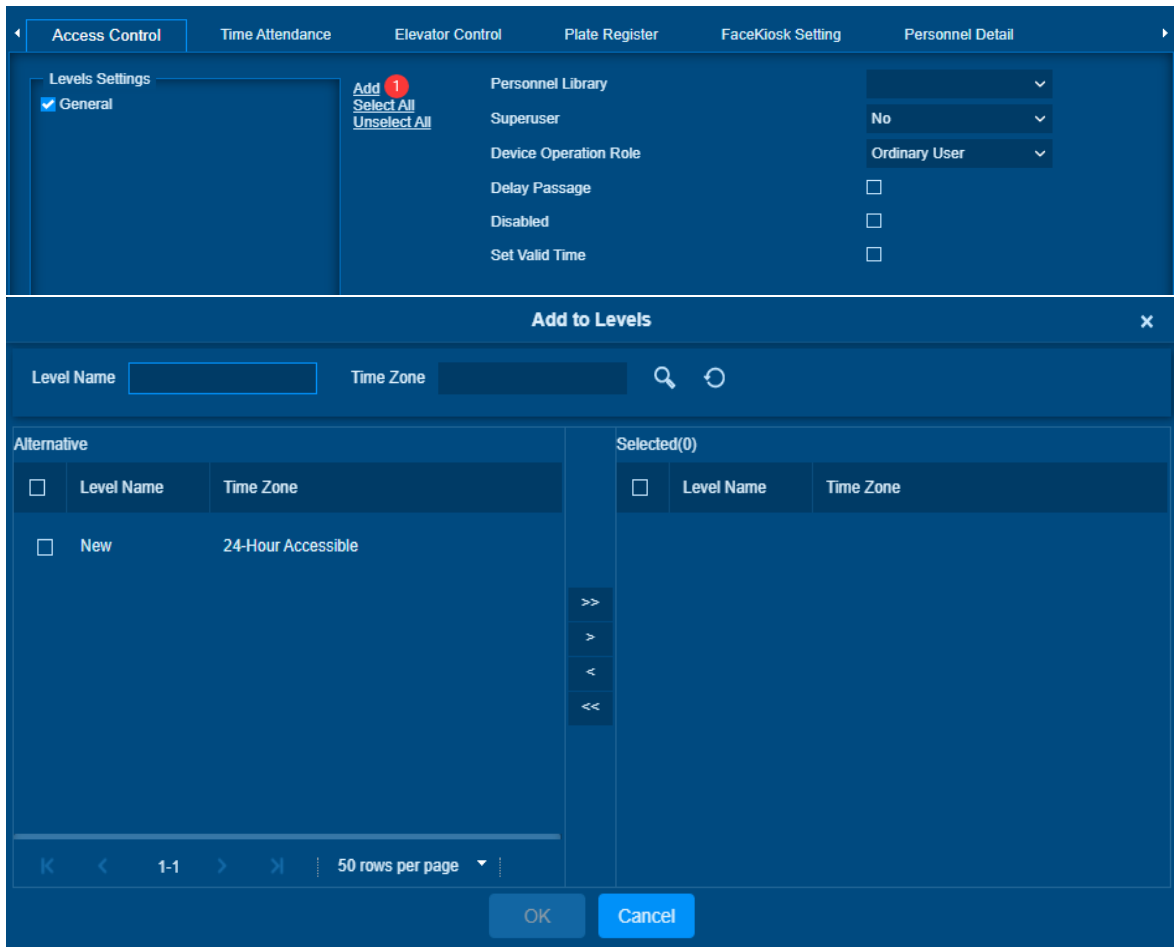 Access Control Time Attendance Elevator Control Plate Register FaceKiosk Setting Personnel Detail
Levels Settings
General
Add 1
Select All
Unselect All
Personnel Library
Superuser No
Device Operation Role Ordinary User
Delay Passage
Disabled
Set Valid Time
Add to Levels ×
Level Name Time Zone
Alternative
Level Name Time Zone
New 24-Hour Accessible
>>
>
<
<<
Selected(0)
Level Name Time Zone
1-1 50 rows per page
OK Cancel